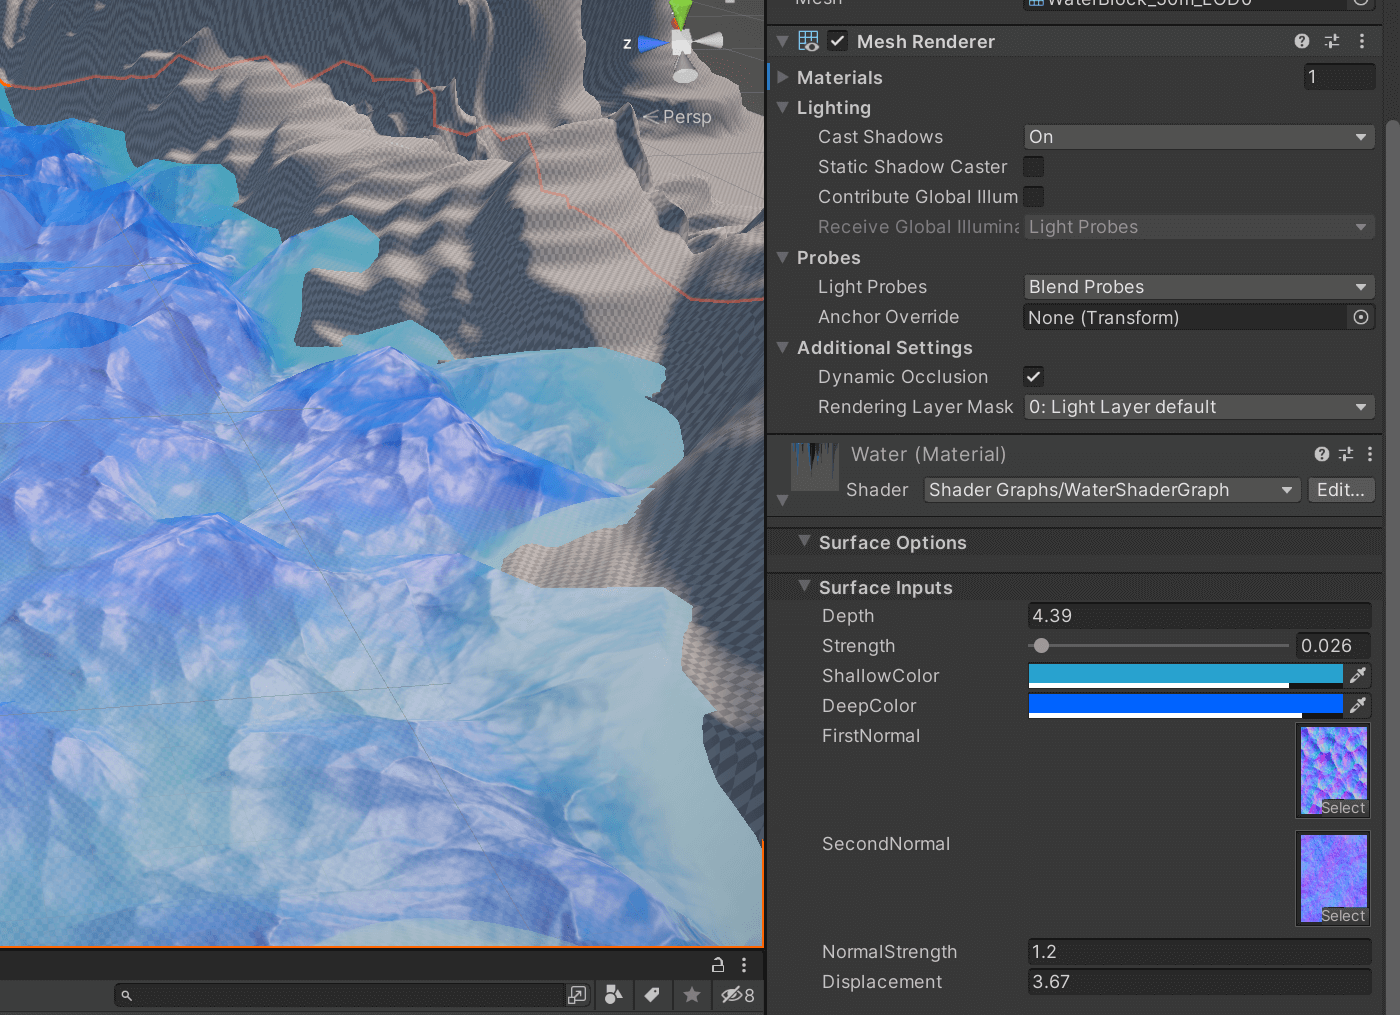 z
Persp
8
Mesh
WaterBlock_50m_LOD0
Mesh Renderer
Materials
1
Lighting
Cast Shadows
On
Static Shadow Caster
Contribute Global Illum
Receive Global Illumina
Light Probes
Probes
Light Probes
Blend Probes
Anchor Override
None (Transform)
Additional Settings
Dynamic Occlusion
Rendering Layer Mask
0: Light Layer default
Water (Material)
Shader
Shader Graphs/WaterShaderGraph
Edit...
Surface Options
Surface Inputs
Depth
4.39
Strength
0.026
ShallowColor
DeepColor
FirstNormal
Select
SecondNormal
Select
NormalStrength
1.2
Displacement
3.67